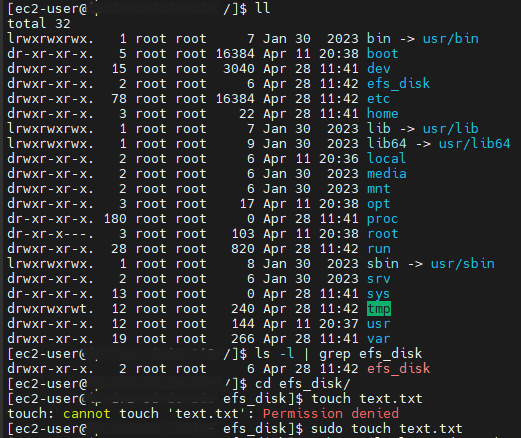 [ec2-user@ /]$ ll
total 32
lrwxrwxrwx. 1 root root 7 Jan 30 2023 bin -> usr/bin
dr-xr-xr-x. 5 root root 16384 Apr 11 20:38 boot
drwxr-xr-x. 15 root root 3040 Apr 28 11:41 dev
drwxr-xr-x. 2 root root 6 Apr 28 11:42 efs_disk
drwxr-xr-x. 78 root root 16384 Apr 28 11:42 etc
drwxr-xr-x. 3 root root 22 Apr 28 11:41 home
lrwxrwxrwx. 1 root root 7 Jan 30 2023 lib -> usr/lib
lrwxrwxrwx. 1 root root 9 Jan 30 2023 lib64 -> usr/lib64
drwxr-xr-x. 2 root root 6 Apr 11 20:36 local
drwxr-xr-x. 2 root root 6 Jan 30 2023 media
drwxr-xr-x. 2 root root 6 Jan 30 2023 mnt
drwxr-xr-x. 3 root root 17 Apr 11 20:38 opt
dr-xr-xr-x. 180 root root 0 Apr 28 11:41 proc
dr-xr-x---. 3 root root 103 Apr 11 20:38 root
drwxr-xr-x. 28 root root 820 Apr 28 11:42 run
lrwxrwxrwx. 1 root root 8 Jan 30 2023 sbin -> usr/sbin
drwxr-xr-x. 2 root root 6 Jan 30 2023 srv
dr-xr-xr-x. 13 root root 0 Apr 28 11:41 sys
drwxrwxrwt. 12 root root 240 Apr 28 11:42 tmp
drwxr-xr-x. 12 root root 144 Apr 11 20:37 usr
drwxr-xr-x. 19 root root 266 Apr 28 11:41 var
[ec2-user@ /]$ ls -l | grep efs_disk
drwxr-xr-x. 2 root root 6 Apr 28 11:42 efs_disk
[ec2-user@ /]$ cd efs_disk/
[ec2-user@ efs_disk]$ touch text.txt
touch: cannot touch 'text.txt': Permission denied
[ec2-user@ efs_disk]$ sudo touch text.txt